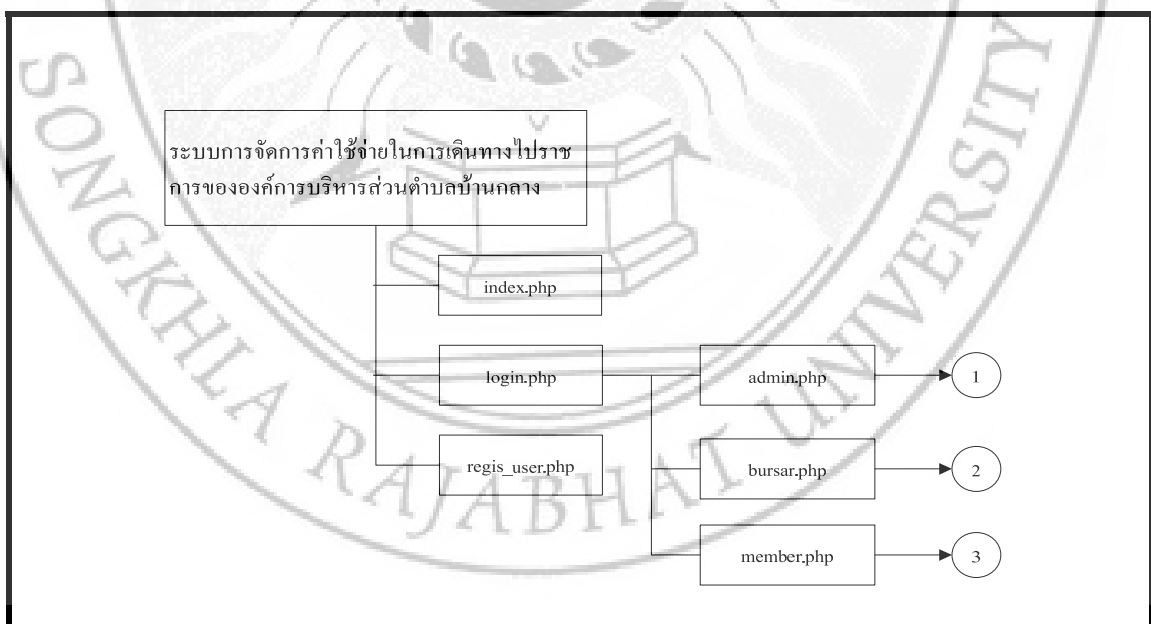 ระบบการจัดการค่าใช้จ่ายในการเดินทางไปราช
การขององค์การบริหารส่วนตำบลบ้านกลาง
index.php
login.php
admin.php
1
regis_user.php
bursar.php
2
member.php
3
SONGKHLA RAJABHAT UNIVERSITY